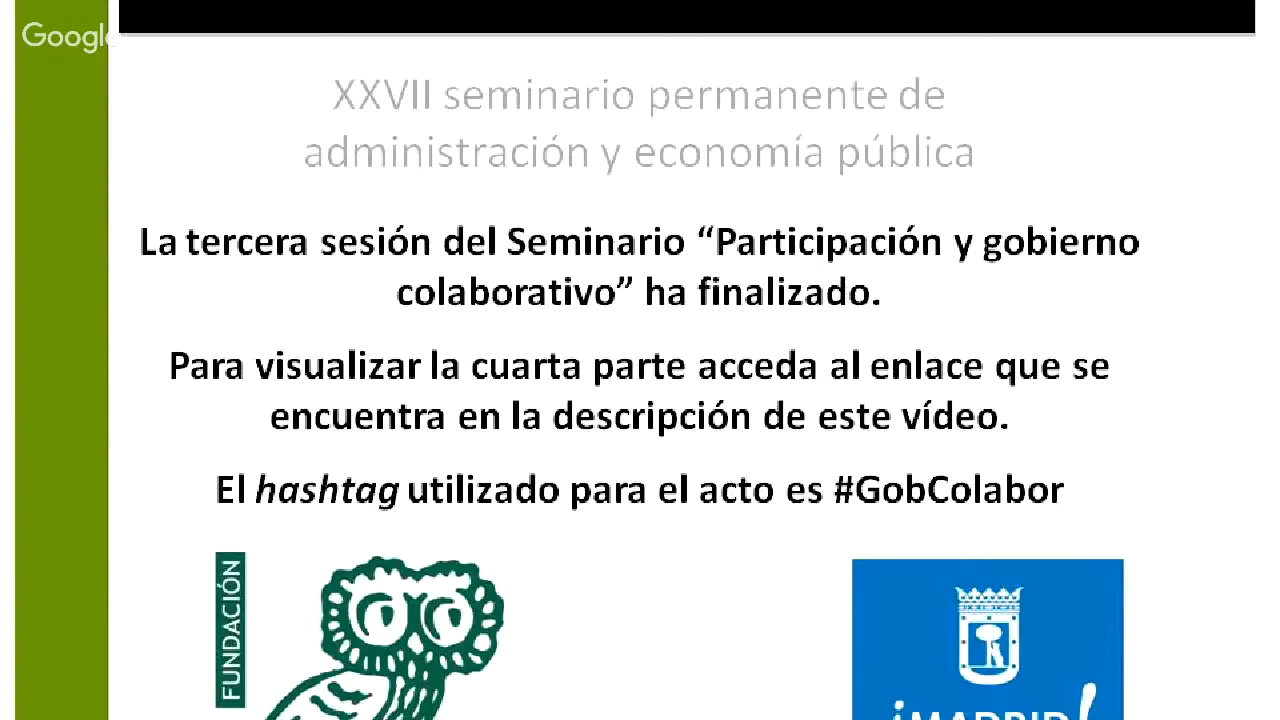 Google
XXVII seminario permanente de
administración y economía pública
La tercera sesión del Seminario “Participación y gobierno
colaborativo” ha finalizado.
Para visualizar la cuarta parte acceda al enlace que se
encuentra en la descripción de este vídeo.
El hashtag utilizado para el acto es #GobColabor
FUNDACIÓN
¡MADRID!